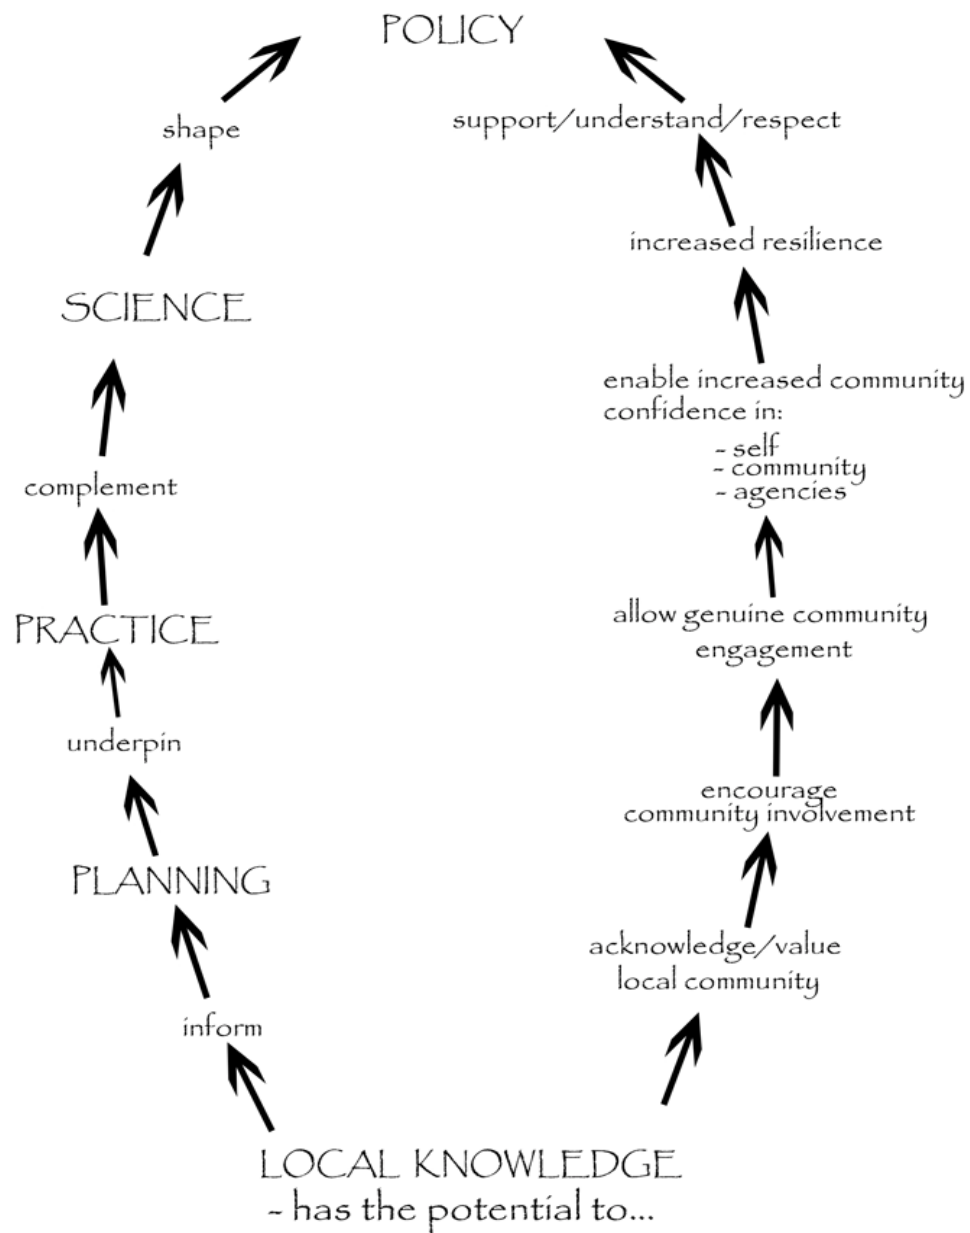 POLICY
shape
support/understand/respect
increased resilience
SCIENCE
enable increased community
confidence in:
- self
- community
- agencies
complement
allow genuine community
engagement
PRACTICE
underpin
encourage
community involvement
PLANNING
acknowledge/value
local community
inform
LOCAL KNOWLEDGE
- has the potential to...